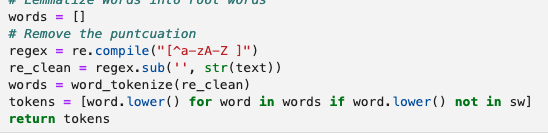 # Lemmatize words into root words
words = []
# Remove the puntcuation
regex = re.compile("[^a-zA-Z ]")
re_clean = regex.sub('', str(text))
words = word_tokenize(re_clean)
tokens = [word.lower() for word in words if word.lower() not in sw]
return tokens